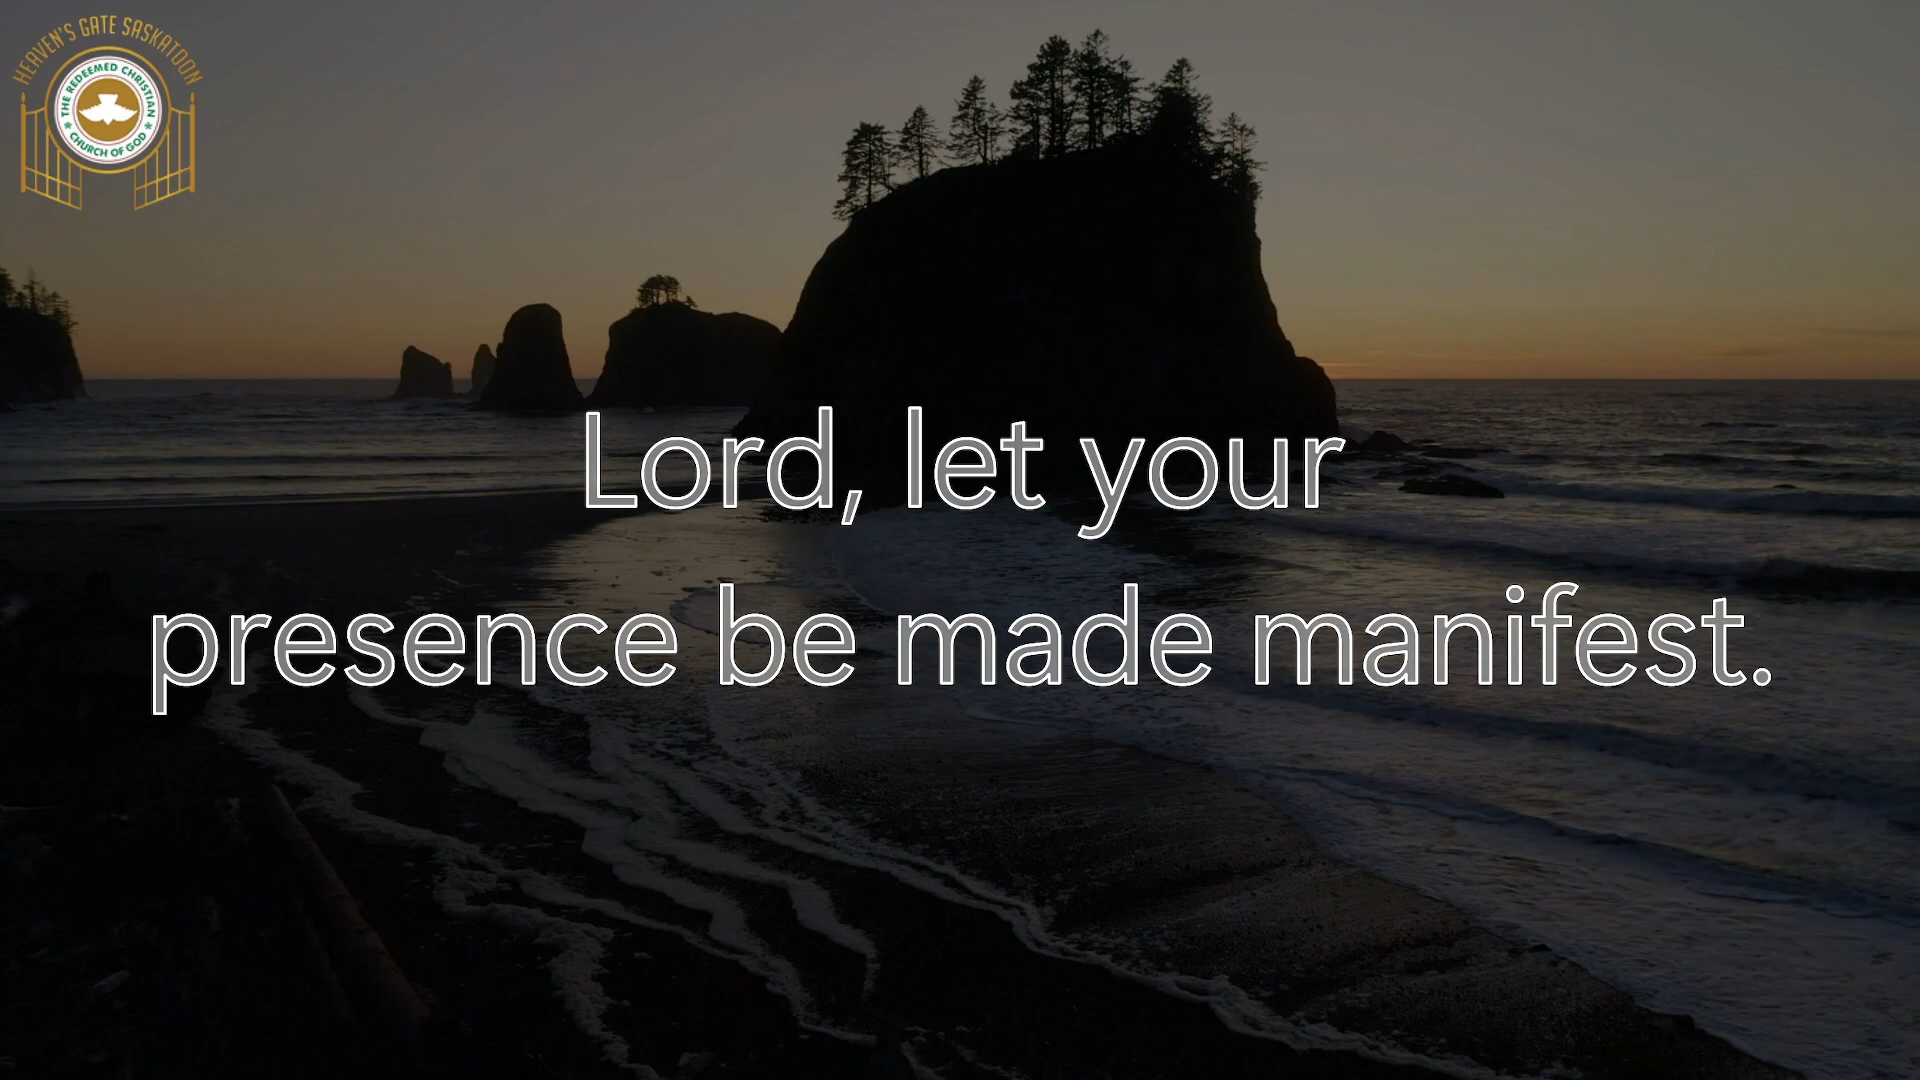 HEAVEN'S GATE SASKATOON
THE REDEEMED CHRISTIAN
★ CHURCH OF GOD ★
Lord, let your
presence be made manifest.